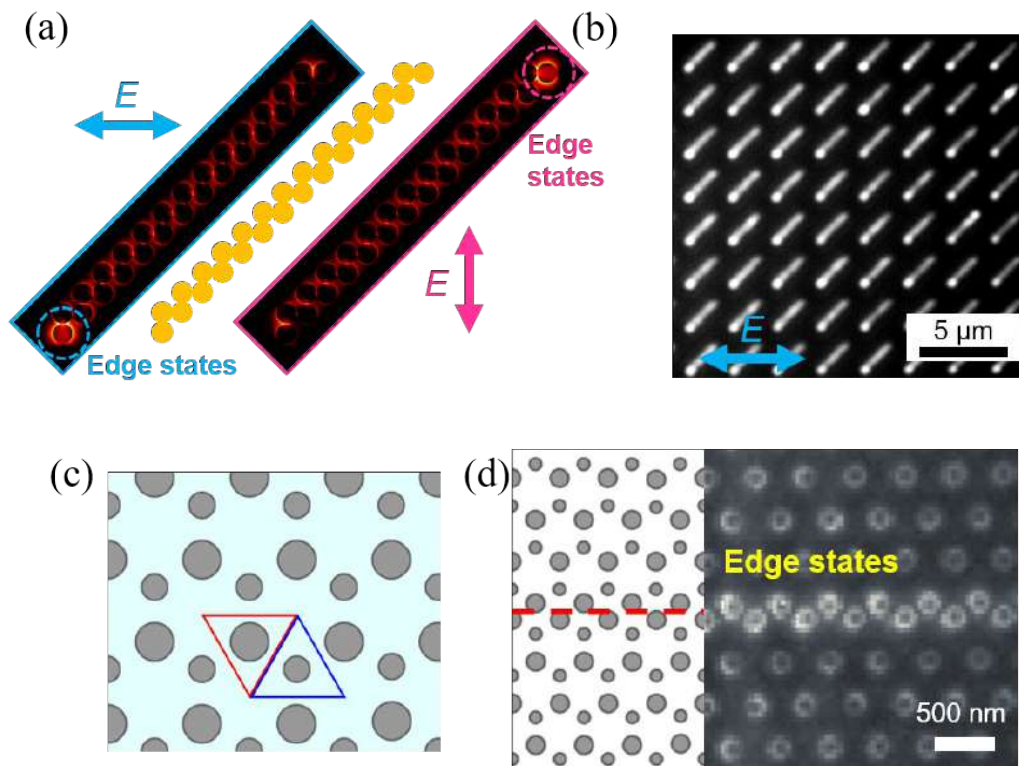 (a)
E
Edge
states
E
Edge states
(b)
E
5 μm
(c)
(d)
Edge states
500 nm